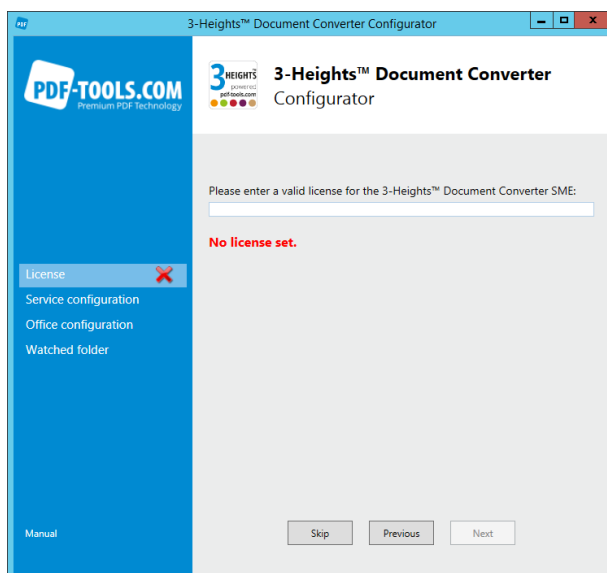 3-Heights™ Document Converter Configurator
PDF-TOOLS.COM
Premium PDF Technology
3 HEIGHTS™
powered
pdf-tools.com
3-Heights™ Document Converter
Configurator
Please enter a valid license for the 3-Heights™ Document Converter SME:
No license set.
License
Service configuration
Office configuration
Watched folder
Manual
Skip
Previous
Next